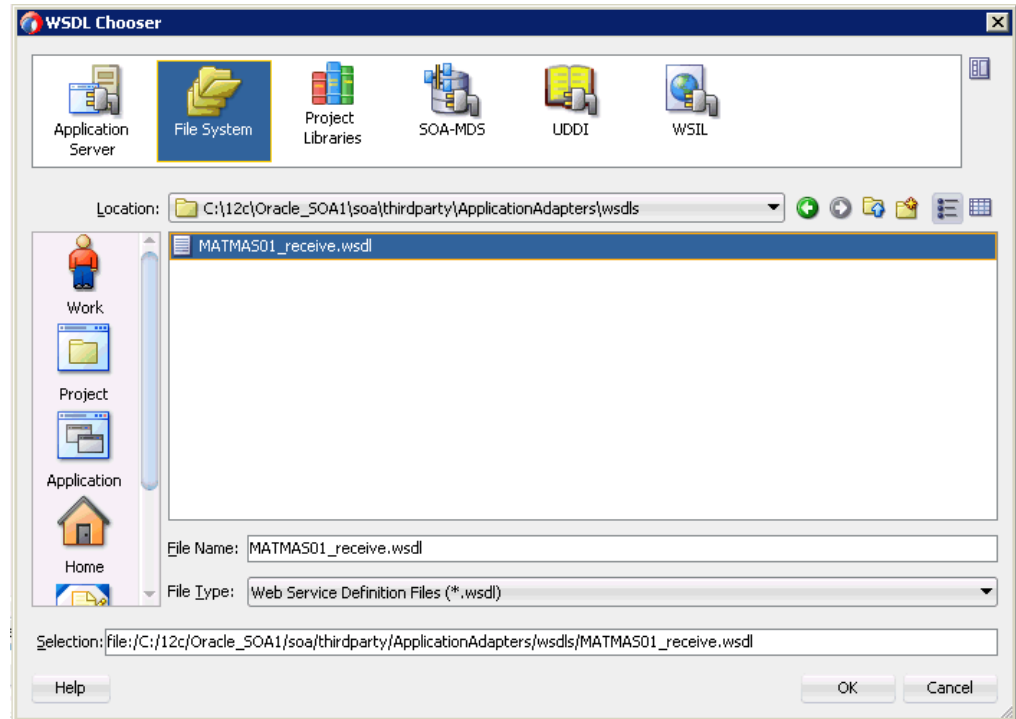 WSDL Chooser
Application
Server
File System
Project
Libraries
SOA-MDS
UDDI
WSIL
Location:
C:\12c\Oracle_SOA1\soa\thirdparty\ApplicationAdapters\wsdls
MATMAS01_receive.wsdl
Work
Project
Application
Home
File Name:
MATMAS01_receive.wsdl
File Type:
Web Service Definition Files (*.wsdl)
Selection:
file:/C:/12c/Oracle_SOA1/soa/thirdparty/ApplicationAdapters/wsdls/MATMAS01_receive.wsdl
Help
OK
Cancel